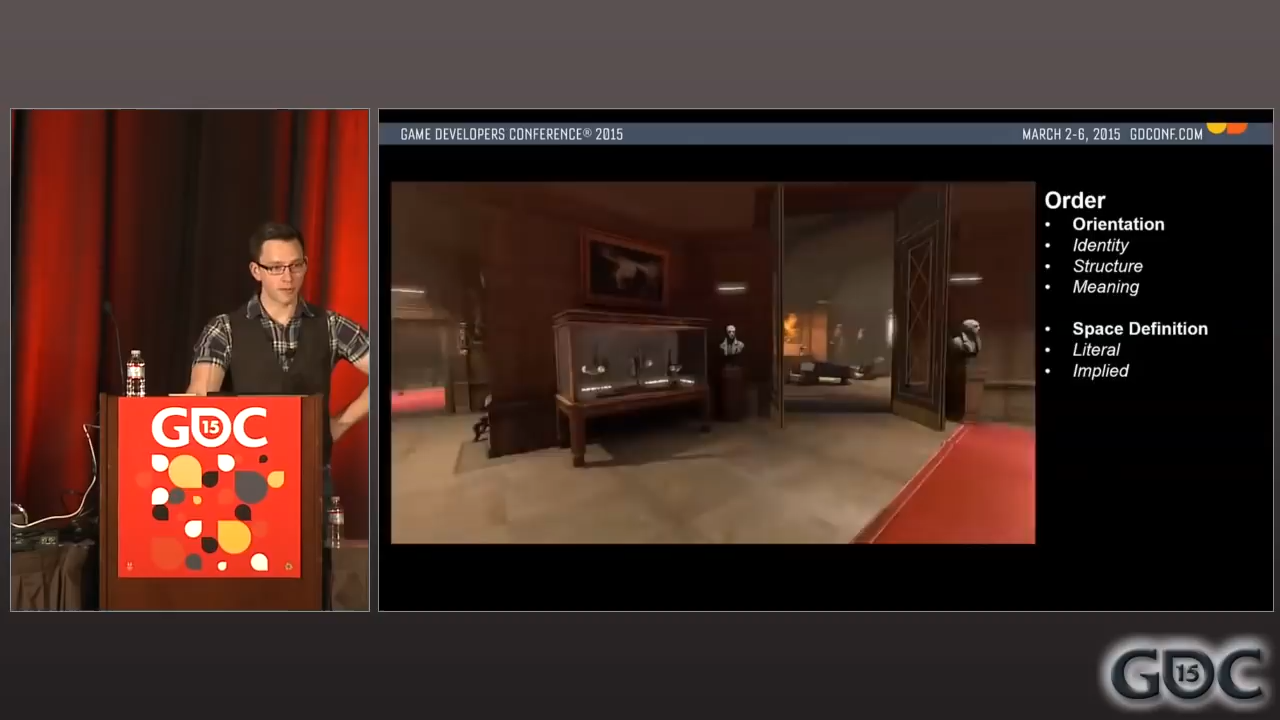 GAME DEVELOPERS CONFERENCE® 2015
MARCH 2-6, 2015 GDCONF.COM
Order
• Orientation
• Identity
• Structure
• Meaning
• Space Definition
• Literal
• Implied
GDC
15
GDC
15